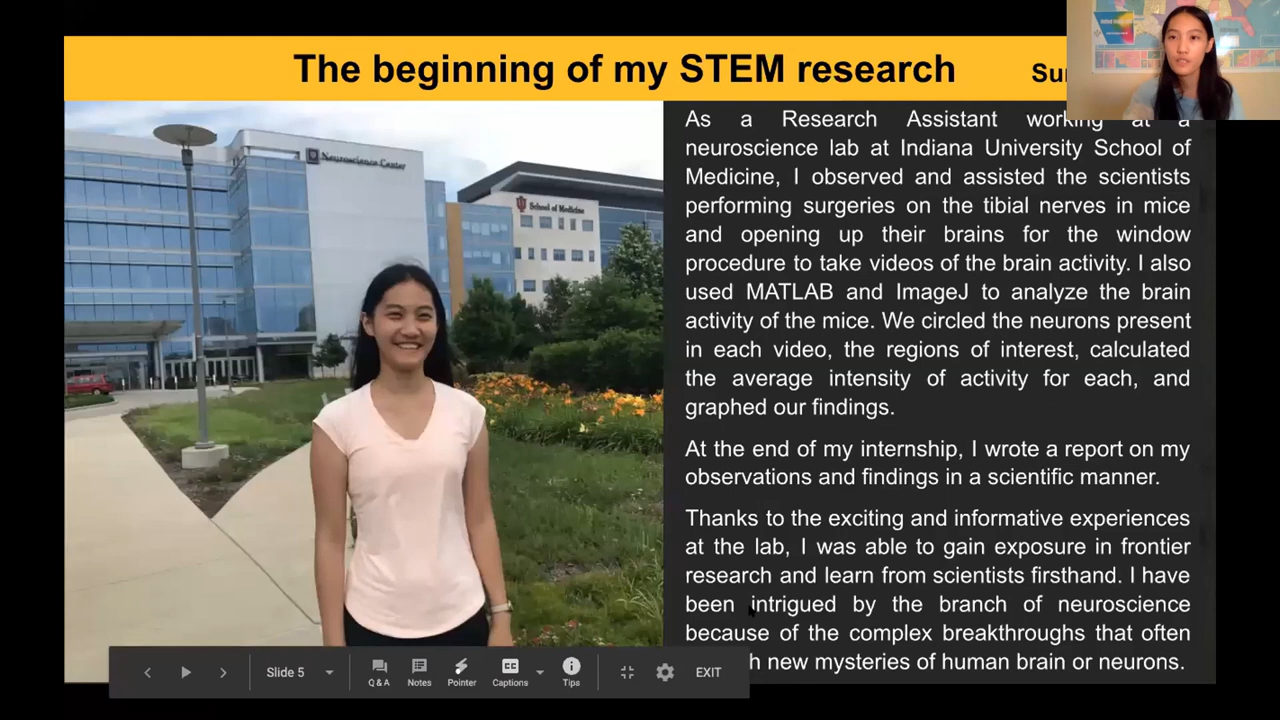 The beginning of my STEM research
As a Research Assistant working at a
neuroscience lab at Indiana University School of
Medicine, I observed and assisted the scientists
performing surgeries on the tibial nerves in mice
and opening up their brains for the window
procedure to take videos of the brain activity. I also
used MATLAB and ImageJ to analyze the brain
activity of the mice. We circled the neurons present
in each video, the regions of interest, calculated
the average intensity of activity for each, and
graphed our findings.
At the end of my internship, I wrote a report on my
observations and findings in a scientific manner.
Thanks to the exciting and informative experiences
at the lab, I was able to gain exposure in frontier
research and learn from scientists firsthand. I have
been intrigued by the branch of neuroscience
because of the complex breakthroughs that often
new mysteries of human brain or neurons.
Neuroscience Center
School of Medicine
Slide 5
Q & A
Notes
Pointer
Captions
Tips
EXIT